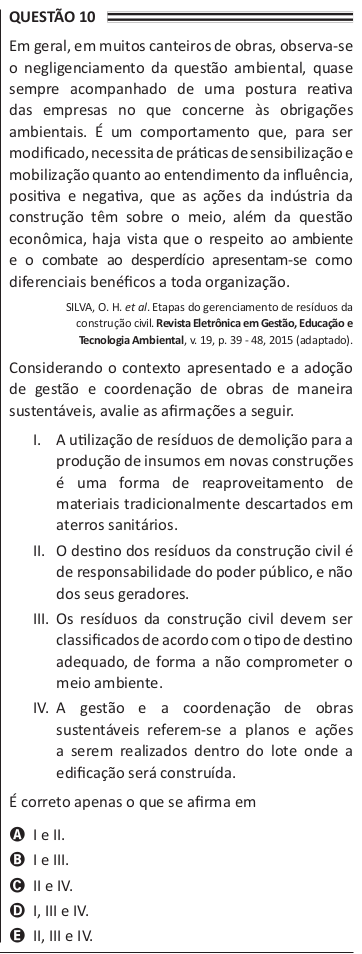 QUESTÃO 10
Em geral, em muitos canteiros de obras, observa-se
o negligenciamento da questão ambiental, quase
sempre acompanhado de uma postura reativa
das empresas no que concerne às obrigações
ambientais. É um comportamento que, para ser
modificado, necessita de práticas de sensibilização e
mobilização quanto ao entendimento da influência,
positiva e negativa, que as ações da indústria da
construção têm sobre o meio, além da questão
econômica, haja vista que o respeito ao ambiente
e o combate ao desperdício apresentam-se como
diferenciais benéficos a toda organização.
SILVA, O. H. et al. Etapas do gerenciamento de resíduos da
construção civil. Revista Eletrônica em Gestão, Educação e
Tecnologia Ambiental, v. 19, p. 39 - 48, 2015 (adaptado).
Considerando o contexto apresentado e a adoção
de gestão e coordenação de obras de maneira
sustentáveis, avalie as afirmações a seguir.
I. A utilização de resíduos de demolição para a
produção de insumos em novas construções
é uma forma de reaproveitamento de
materiais tradicionalmente descartados em
aterros sanitários.
II. O destino dos resíduos da construção civil é
de responsabilidade do poder público, e não
dos seus geradores.
III. Os resíduos da construção civil devem ser
classificados de acordo com o tipo de destino
adequado, de forma a não comprometer o
meio ambiente.
IV. A gestão e a coordenação de obras
sustentáveis referem-se a planos e ações
a serem realizados dentro do lote onde a
edificação será construída.
É correto apenas o que se afirma em
A I e II.
B I e III.
C II e IV.
D I, III e IV.
E II, III e IV.